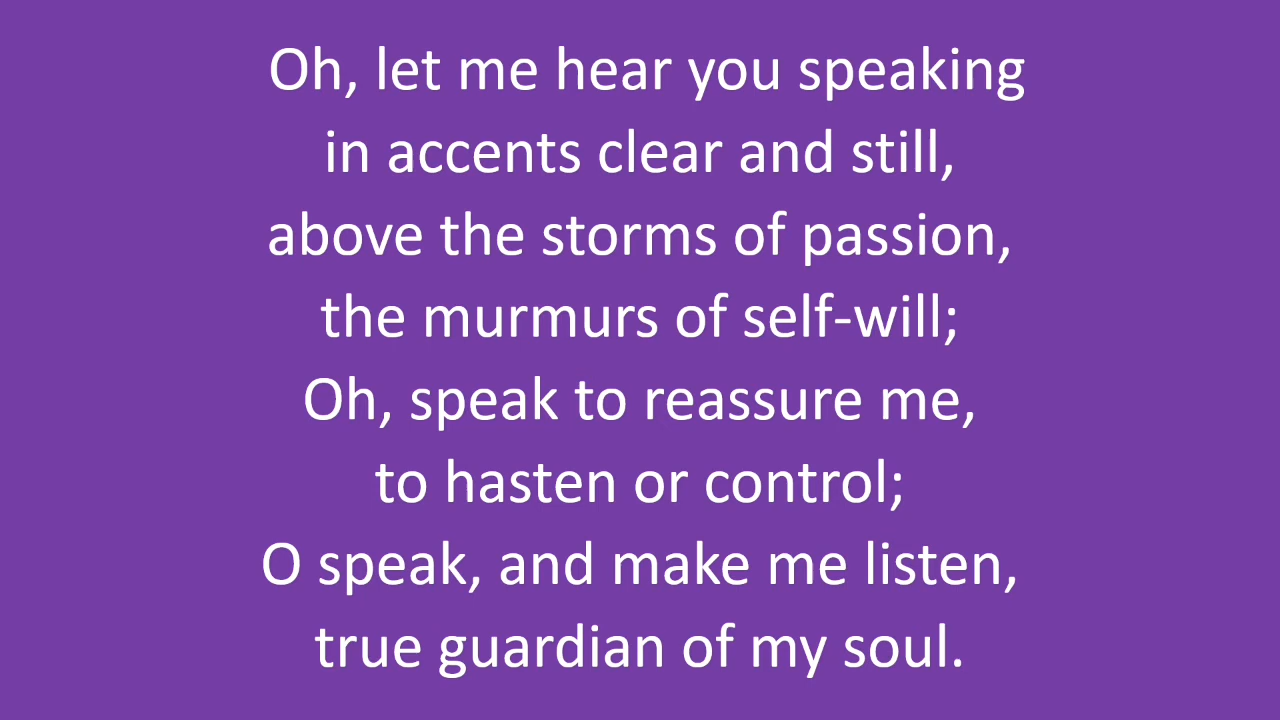 Oh, let me hear you speaking
in accents clear and still,
above the storms of passion,
the murmurs of self-will;
Oh, speak to reassure me,
to hasten or control;
O speak, and make me listen,
true guardian of my soul.